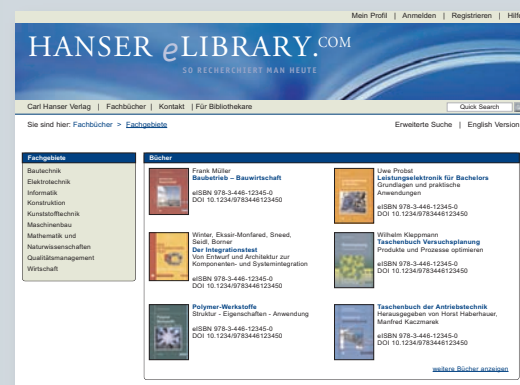 Mein Profil | Anmelden | Registrieren | Hilfe
HANSER eLIBRARY.COM
SO RECHERCHIERT MAN HEUTE
Carl Hanser Verlag | Fachbücher | Kontakt | Für Bibliothekare
Quick Search
Sie sind hier: Fachbücher > Fachgebiete
Erweiterte Suche | English Version
Fachgebiete
Bautechnik
Elektrotechnik
Informatik
Konstruktion
Kunststofftechnik
Maschinenbau
Mathematik und
Naturwissenschaften
Qualitätsmanagement
Wirtschaft
Bücher
Frank Müller
Baubetrieb – Bauwirtschaft
eISBN 978-3-446-12345-0
DOI 10.1234/9783446123450
Uwe Probst
Leistungselektronik für Bachelors
Grundlagen und praktische
Anwendungen
eISBN 978-3-446-12345-0
DOI 10.1234/9783446123450
Winter, Ekssir-Monfared, Sneed,
Seidl, Borner
Der Integrationstest
Von Entwurf und Architektur zur
Komponenten- und Systemintegration
eISBN 978-3-446-12345-0
DOI 10.1234/9783446123450
Wilhelm Kleppmann
Taschenbuch Versuchsplanung
Produkte und Prozesse optimieren
eISBN 978-3-446-12345-0
DOI 10.1234/9783446123450
Polymer-Werkstoffe
Struktur - Eigenschaften - Anwendung
eISBN 978-3-446-12345-0
DOI 10.1234/9783446123450
Taschenbuch der Antriebstechnik
Herausgegeben von Horst Haberhauer,
Manfred Kaczmarek
eISBN 978-3-446-12345-0
DOI 10.1234/9783446123450
weitere Bücher anzeigen